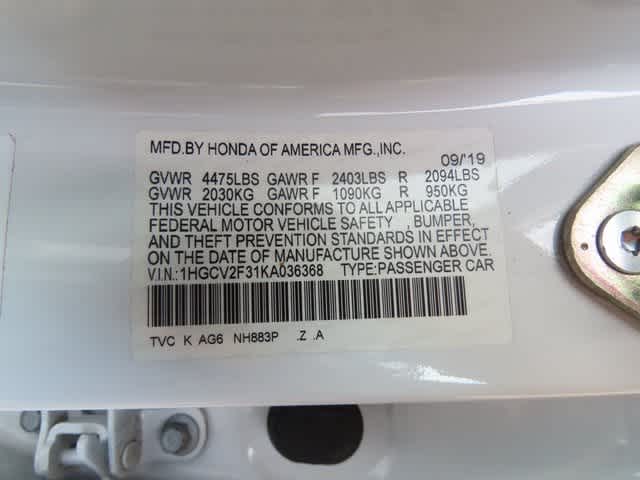 MFD.BY HONDA OF AMERICA MFG.,INC.
09/'19
GVWR 4475LBS GAWR F 2403LBS R 2094LBS
GVWR 2030KG GAWR F 1090KG R 950KG
THIS VEHICLE CONFORMS TO ALL APPLICABLE
FEDERAL MOTOR VEHICLE SAFETY , BUMPER,
AND THEFT PREVENTION STANDARDS IN EFFECT
ON THE DATE OF MANUFACTURE SHOWN ABOVE.
V.I.N.:1HGCV2F31KA036368 TYPE:PASSENGER CAR
TVC K AG6 NH883P .Z .A